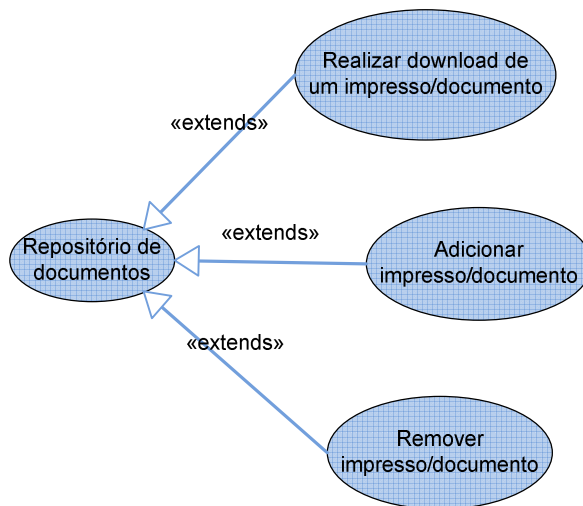 Realizar download de
um impresso/documento
«extends»
«extends»
Repositório de
documentos
Adicionar
impresso/documento
«extends»
Remover
impresso/documento